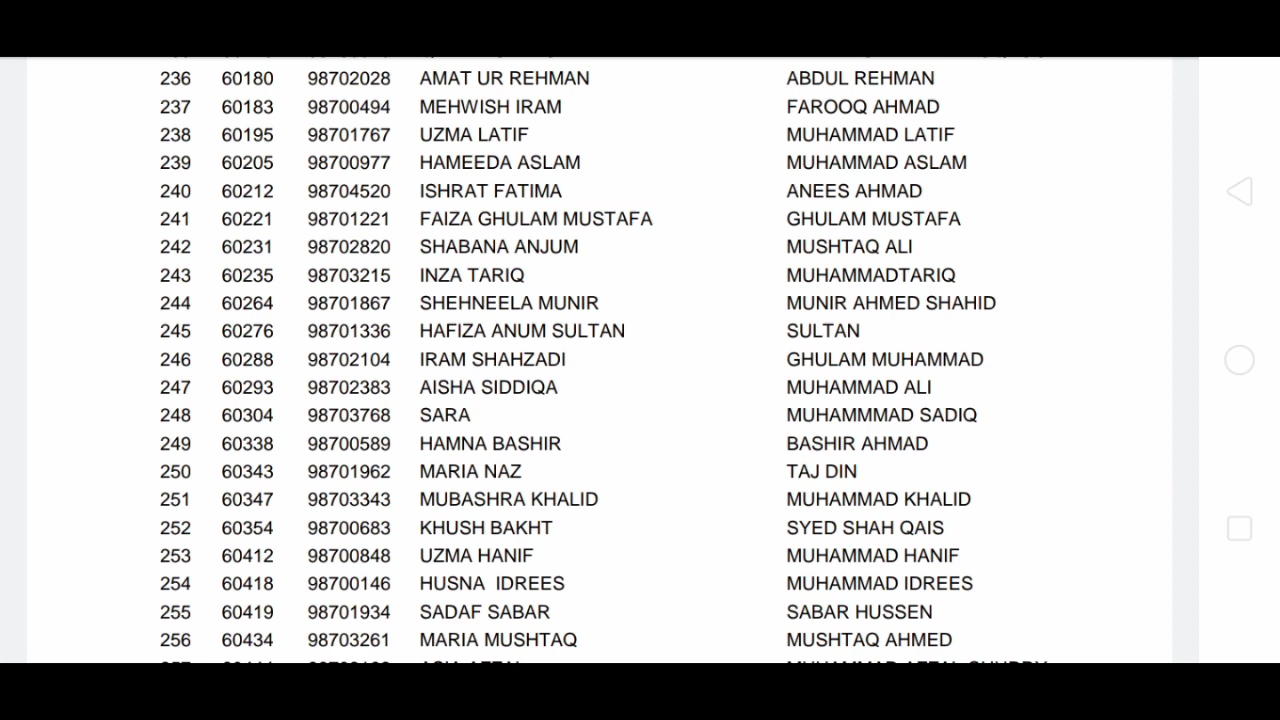 236 60180 98702028 AMAT UR REHMAN ABDUL REHMAN
237 60183 98700494 MEHWISH IRAM FAROOQ AHMAD
238 60195 98701767 UZMA LATIF MUHAMMAD LATIF
239 60205 98700977 HAMEEDA ASLAM MUHAMMAD ASLAM
240 60212 98704520 ISHRAT FATIMA ANEES AHMAD
241 60221 98701221 FAIZA GHULAM MUSTAFA GHULAM MUSTAFA
242 60231 98702820 SHABANA ANJUM MUSHTAQ ALI
243 60235 98703215 INZA TARIQ MUHAMMADTARIQ
244 60264 98701867 SHEHNEELA MUNIR MUNIR AHMED SHAHID
245 60276 98701336 HAFIZA ANUM SULTAN SULTAN
246 60288 98702104 IRAM SHAHZADI GHULAM MUHAMMAD
247 60293 98702383 AISHA SIDDIQA MUHAMMAD ALI
248 60304 98703768 SARA MUHAMMMAD SADIQ
249 60338 98700589 HAMNA BASHIR BASHIR AHMAD
250 60343 98701962 MARIA NAZ TAJ DIN
251 60347 98703343 MUBASHRA KHALID MUHAMMAD KHALID
252 60354 98700683 KHUSH BAKHT SYED SHAH QAIS
253 60412 98700848 UZMA HANIF MUHAMMAD HANIF
254 60418 98700146 HUSNA  IDREES MUHAMMAD IDREES
255 60419 98701934 SADAF SABAR SABAR HUSSEN
256 60434 98703261 MARIA MUSHTAQ MUSHTAQ AHMED